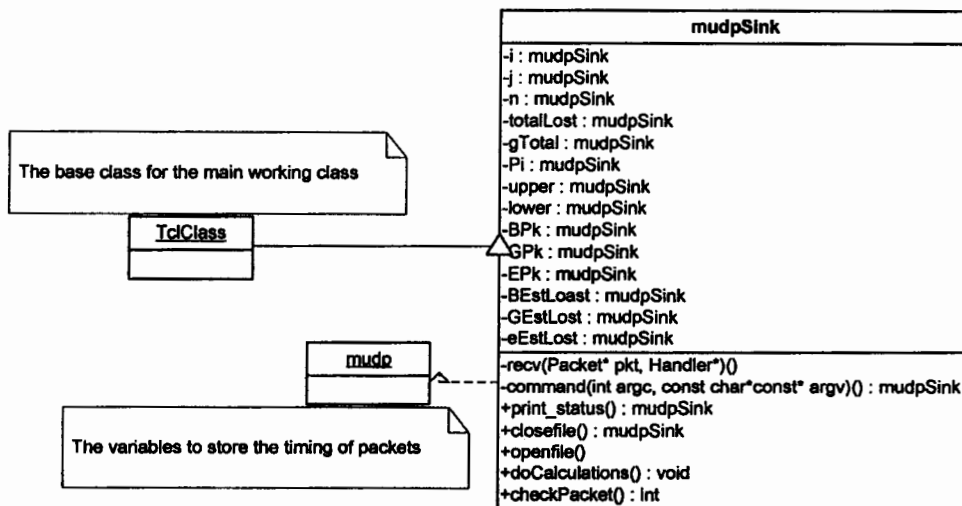 mudpSink
-i : mudpSink
-j : mudpSink
-n : mudpSink
-totalLost : mudpSink
-gTotal : mudpSink
-Pi : mudpSink
-upper : mudpSink
-lower : mudpSink
-BPk : mudpSink
-GPk : mudpSink
-EPk : mudpSink
-BEstLoast : mudpSink
-GEstLost : mudpSink
-eEstLost : mudpSink
-recv(Packet* pkt, Handler*)()
-command(int argc, const char*const* argv)() : mudpSink
+print_status() : mudpSink
+closefile() : mudpSink
+openfile()
+doCalculations() : void
+checkPacket() : int
The base class for the main working class
TclClass
mudp
The variables to store the timing of packets